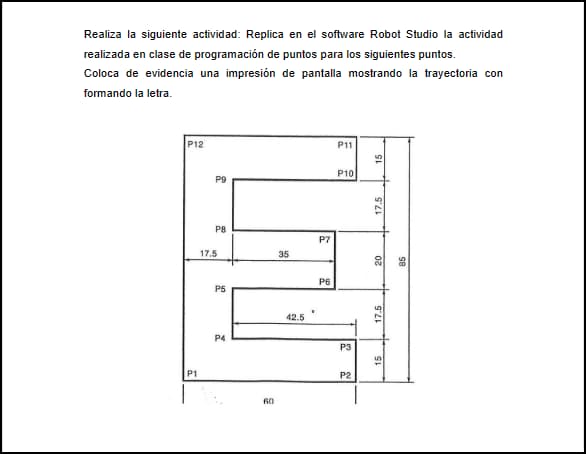 Realiza la siguiente actividad: Replica en el software Robot Studio la actividad
realizada en clase de programación de puntos para los siguientes puntos.
Coloca de evidencia una impresión de pantalla mostrando la trayectoria con
formando la letra.
P12
P11
15
P10
P9
17.5
P8
P7
17.5
35
20
85
P6
P5
42.5
17.5
P4
P3
15
P1
P2
60